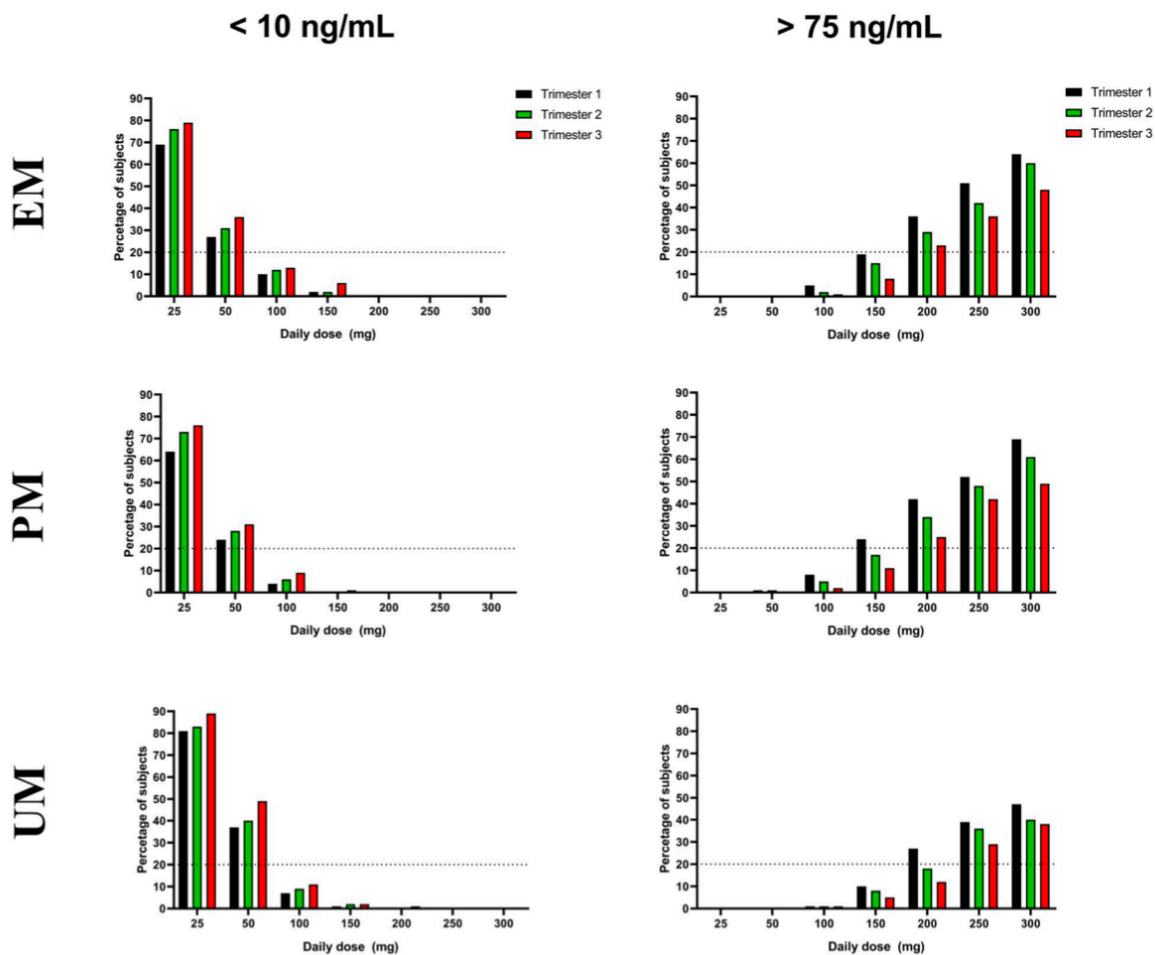 < 10 ng/mL
> 75 ng/mL
EM
Percetage of subjects
90
80
70
60
50
40
30
20
10
0
25 50 100 150 200 250 300
Daily dose (mg)
Trimester 1
Trimester 2
Trimester 3
Percentage of subjects
90
80
70
60
50
40
30
20
10
0
25 50 100 150 200 250 300
Daily dose (mg)
Trimester 1
Trimester 2
Trimester 3
PM
Percetage of subjects
90
80
70
60
50
40
30
20
10
0
25 50 100 150 200 250 300
Daily dose (mg)
Percentage of subjects
90
80
70
60
50
40
30
20
10
0
25 50 100 150 200 250 300
Daily dose (mg)
UM
Percetage of subjects
90
80
70
60
50
40
30
20
10
0
25 50 100 150 200 250 300
Daily dose (mg)
Percentage of subjects
90
80
70
60
50
40
30
20
10
0
25 50 100 150 200 250 300
Daily dose (mg)